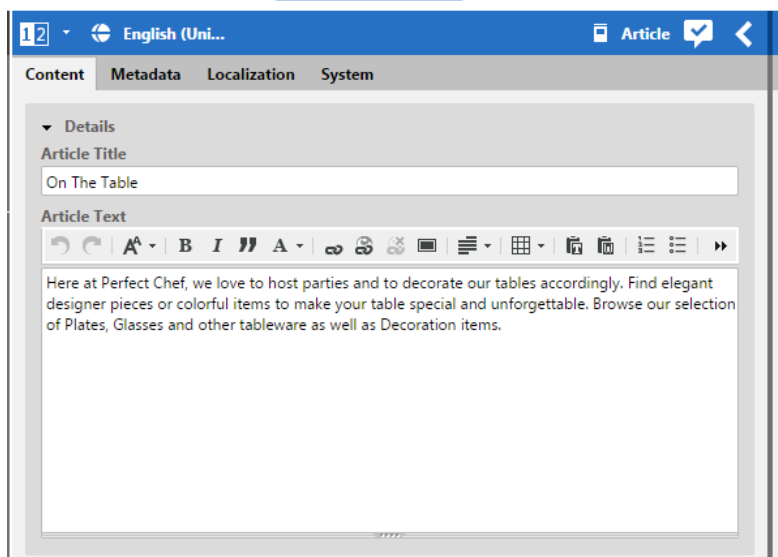 12 English (Uni... Article
Content Metadata Localization System
Details
Article Title
On The Table
Article Text
Here at Perfect Chef, we love to host parties and to decorate our tables accordingly. Find elegant
designer pieces or colorful items to make your table special and unforgettable. Browse our selection
of Plates, Glasses and other tableware as well as Decoration items.